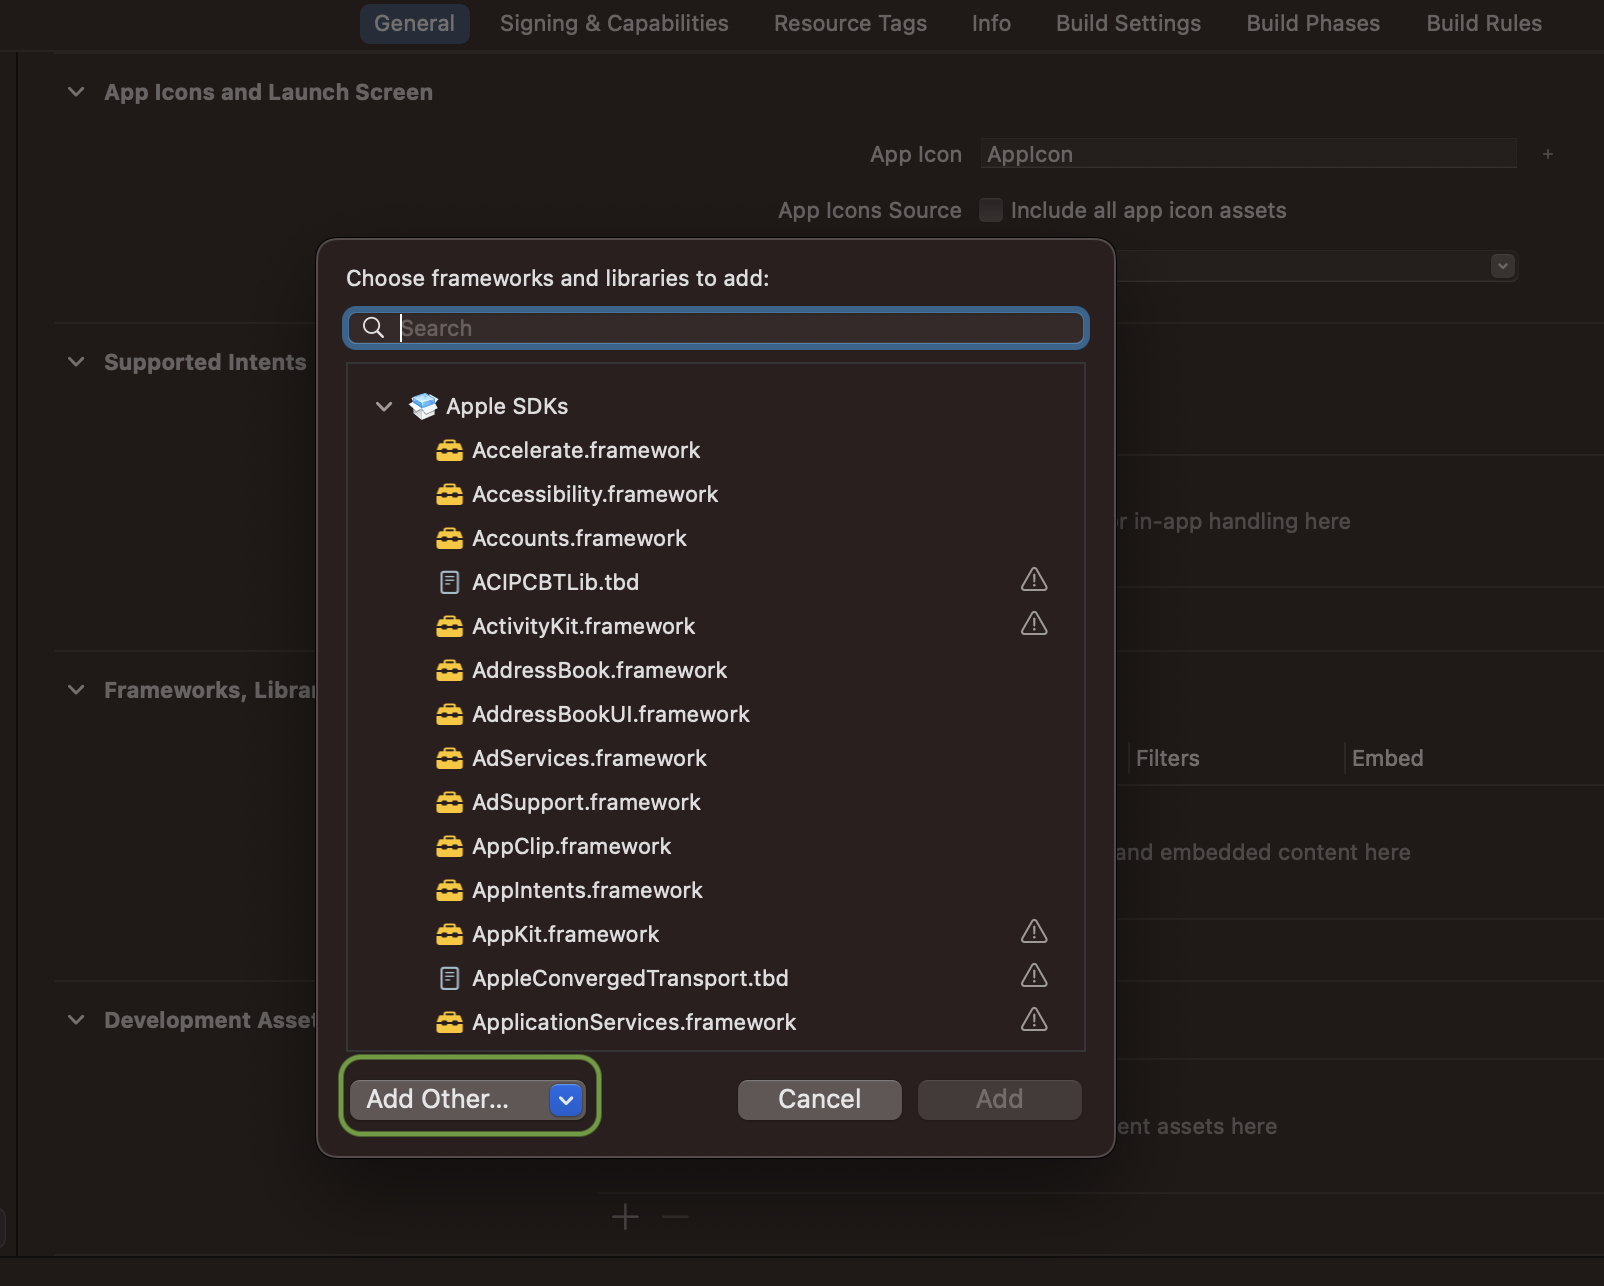 General Signing & Capabilities Resource Tags Info Build Settings Build Phases Build Rules
App Icons and Launch Screen
App Icon AppIcon
App Icons Source Include all app icon assets
Choose frameworks and libraries to add:
Search
Supported Intents
Apple SDKs
Accelerate.framework
Accessibility.framework
in-app handling here
Accounts.framework
ACIPCBTLib.tbd
ActivityKit.framework
AddressBook.framework
Frameworks,
AddressBookUI.framework
AdServices.framework
Filters Embed
AdSupport.framework
AppClip.framework
and embedded content here
AppIntents.framework
AppKit.framework
AppleConvergedTransport.tbd
Development
ApplicationServices.framework
Add Other... Cancel Add
assets here